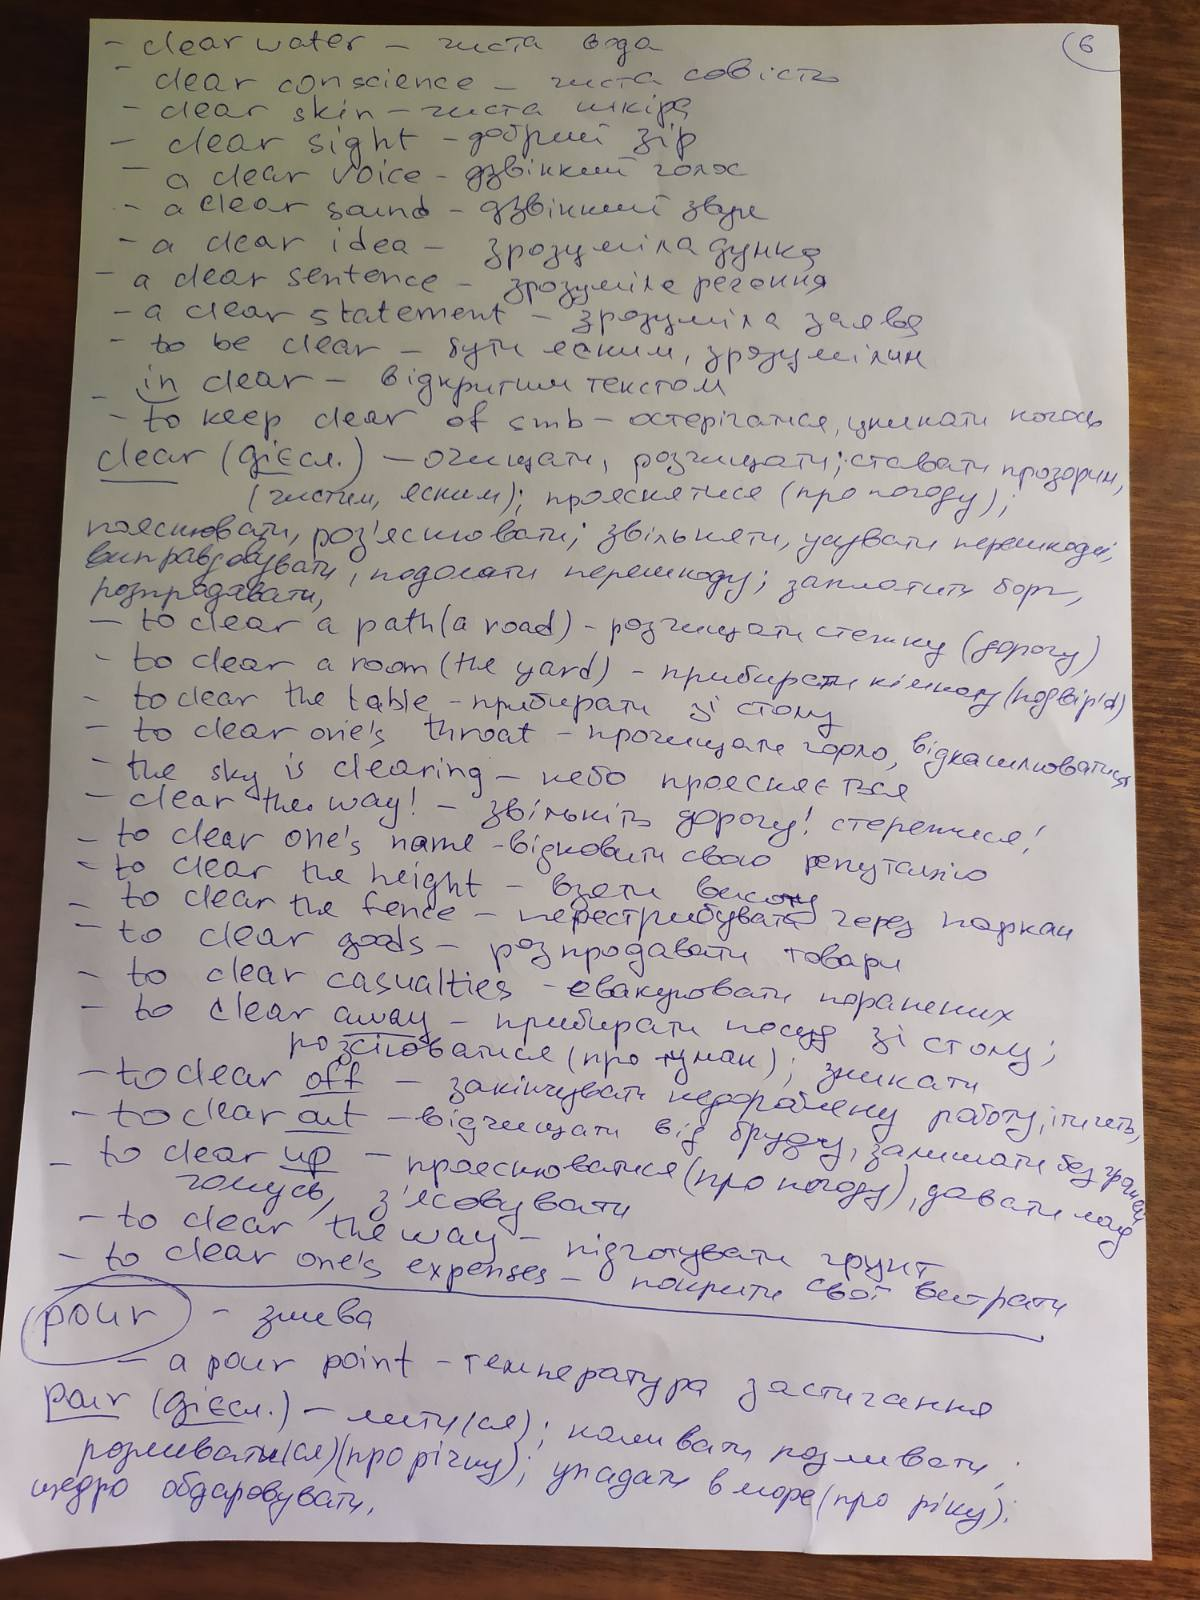 6
- clear water - чиста вода
- clear conscience - чиста совість
- clear skin - чиста шкіра
- clear sight - добрий зір
- a clear voice - дзвінкий голос
- a clear sound - дзвінкий звук
- a clear idea - зрозуміла думка
- a clear sentence - зрозуміле речення
- a clear statement - зрозуміла заява
- to be clear - бути ясним, зрозумілим
- in clear - відкритим текстом
- to keep clear of smb - остерігатися, уникати когось
clear (дієсл.) - очищати, розчищати; ставати прозорим,
(чистим, ясним); прояснятися (про погоду);
пояснювати, роз'яснювати; звільняти, усувати перешкоди;
виправдовувати, подолати перешкоду; заплатить борг,
розпродавати,
- to clear a path (a road) - розчищати стежку (дорогу)
- to clear a room (the yard) - прибирати кімнату (подвір'я)
- to clear the table - прибирати зі столу
- to clear one's throat - прочищати горло, відкашлюватися
- the sky is clearing - небо проясняється
- clear the way! - звільніть дорогу! стережися!
- to clear one's name - відновити свою репутацію
- to clear the height - взяти висоту
- to clear the fence - перестрибувати через паркан
- to clear goods - розпродавати товари
- to clear casualties - евакуювати поранених
- to clear away - прибирати посуд зі столу;
розсіюватися (про туман); зникати
- to clear off - закінчувати недороблену роботу, іти геть,
- to clear out - відчищати від бруду, залишати без грошей
- to clear up - прояснюватися (про погоду), давати лад
чомусь, з'ясовувати
- to clear the way - підготувати грунт
- to clear one's expenses - покрити свої витрати
pour - злива
- a pour point - температура застигання
pour (дієсл.) - лити(ся); наливати, розливати;
розливати(ся) (про річку); упадати в море (про ріку);
щедро обдаровувати,